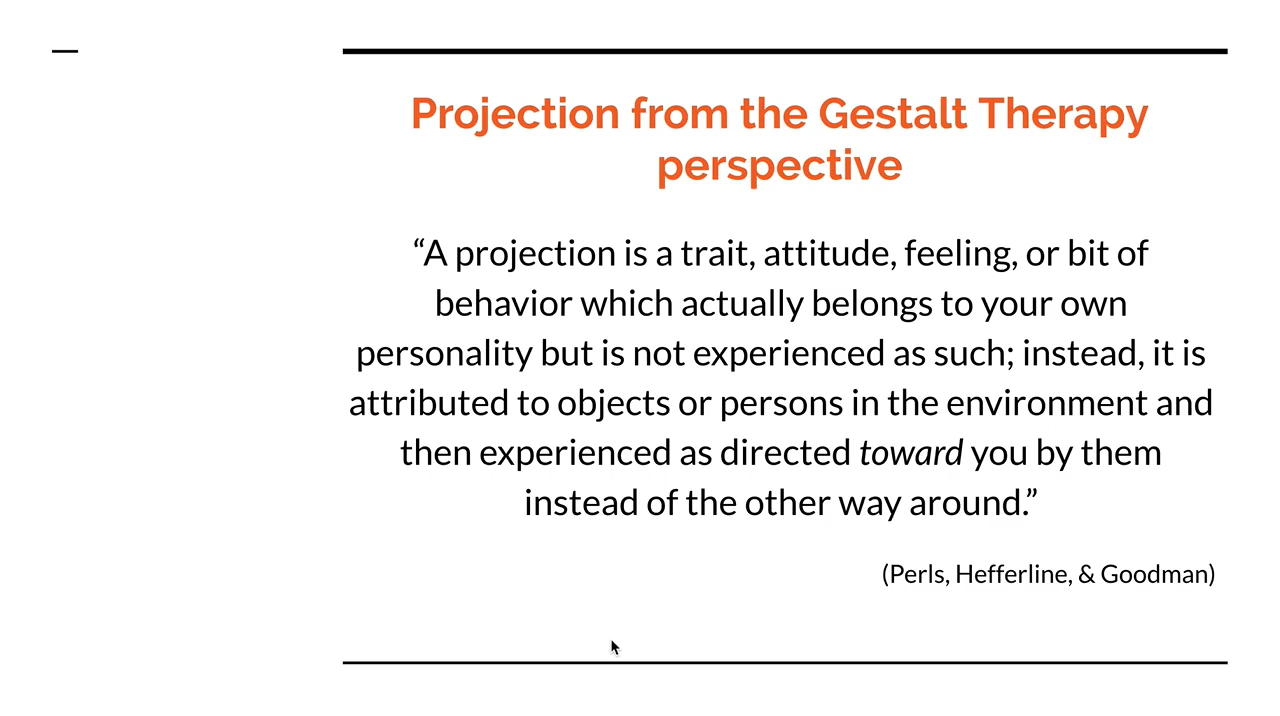 Projection from the Gestalt Therapy
perspective
“A projection is a trait, attitude, feeling, or bit of
behavior which actually belongs to your own
personality but is not experienced as such; instead, it is
attributed to objects or persons in the environment and
then experienced as directed toward you by them
instead of the other way around.”
(Perls, Hefferline, & Goodman)